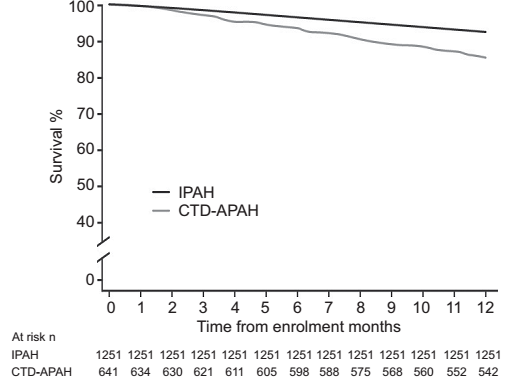 100
90
80
70
60
50
40
0
Survival %
IPAH
CTD-APAH
0 1 2 3 4 5 6 7 8 9 10 11 12
Time from enrolment months
At risk n
IPAH 1251 1251 1251 1251 1251 1251 1251 1251 1251 1251 1251 1251 1251
CTD-APAH 641 634 630 621 611 605 598 588 575 568 560 552 542